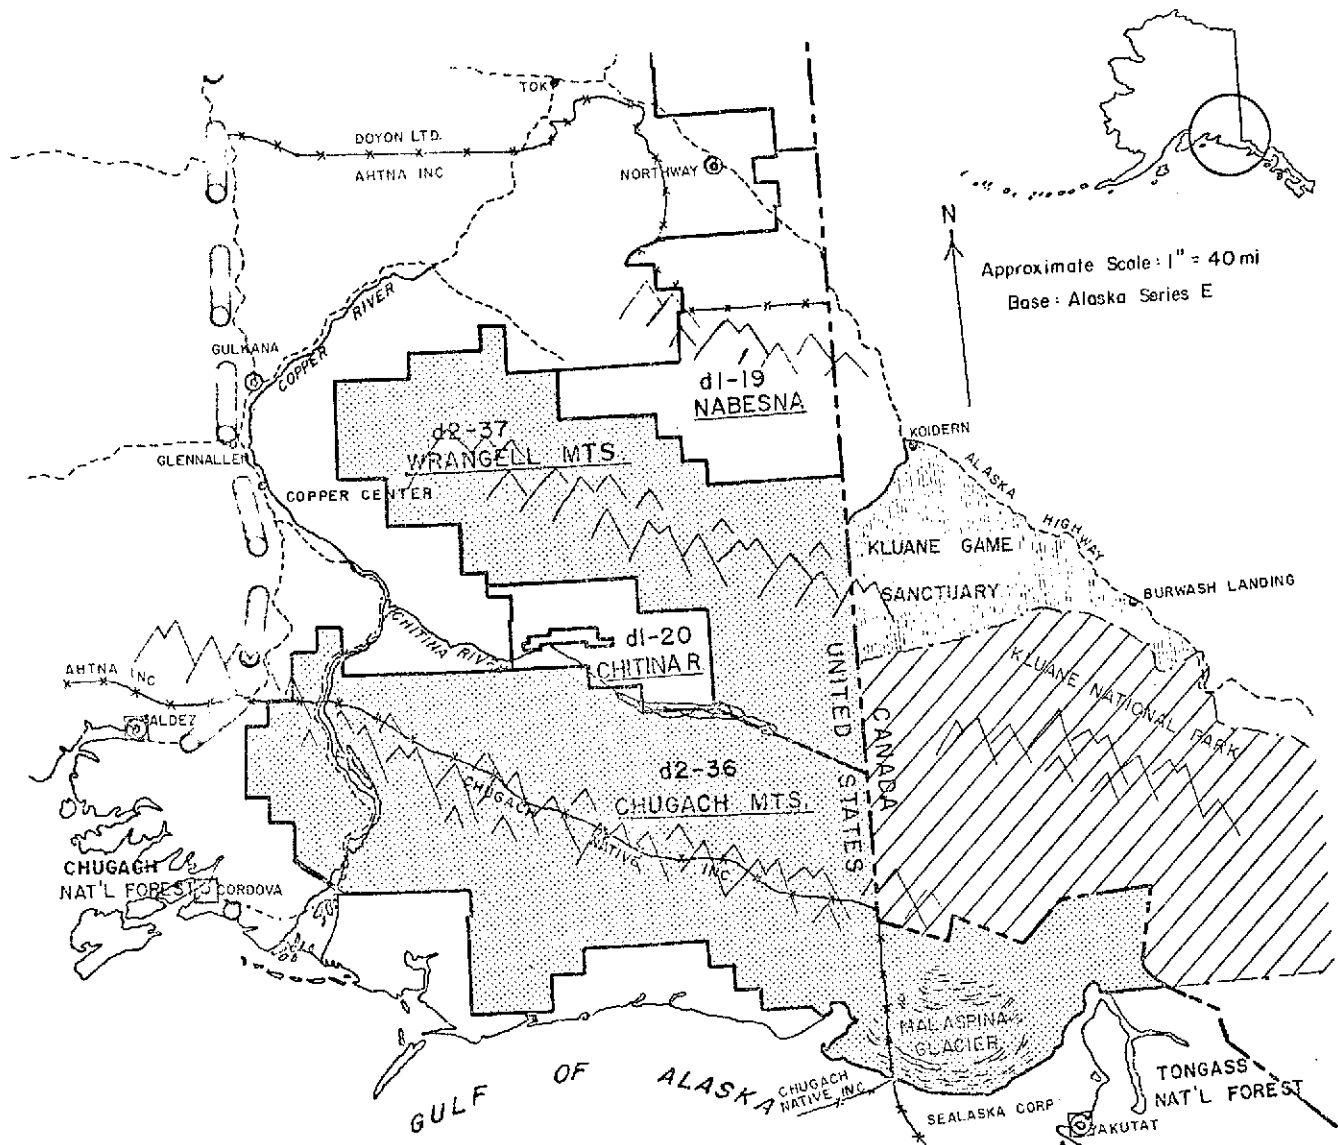 TOK
DOYON LTD.
AHTNA INC
NORTHWAY
N
Approximate Scale: 1" = 40 mi
Base: Alaska Series E
COPPER RIVER
GULKANA
d1-19
NABESNA
d2-37
WRANGELL MTS.
GLENNALLEN
COPPER CENTER
KOIDERN
ALASKA HIGHWAY
KLUANE GAME
SANCTUARY
BURWASH LANDING
CHITINA RIVER
d1-20
CHITINA R.
UNITED STATES
CANADA
KLUANE NATIONAL PARK
AHTNA INC
VALDEZ
d2-36
CHUGACH MTS.
CHUGACH NATIVE INC
CHUGACH
NAT'L FOREST
CORDOVA
MALASPINA
GLACIER
GULF OF ALASKA
CHUGACH
NATIVE INC
SEALASKA CORP
TONGASS
NAT'L FOREST
YAKUTAT